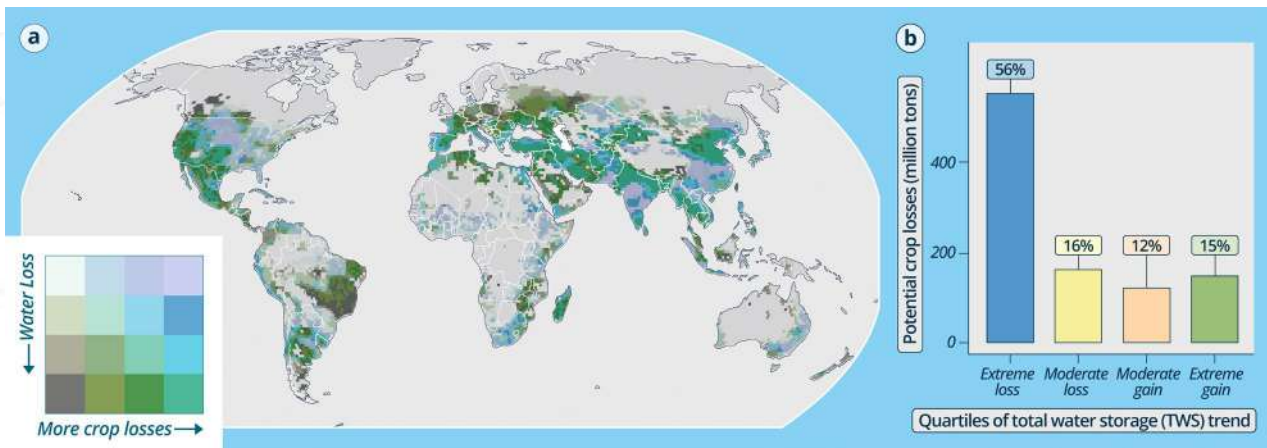 a
Water Loss
More crop losses
b
Potential crop losses (million tons)
400
200
0
56%
16%
12%
15%
Extreme loss
Moderate loss
Moderate gain
Extreme gain
Quartiles of total water storage (TWS) trend